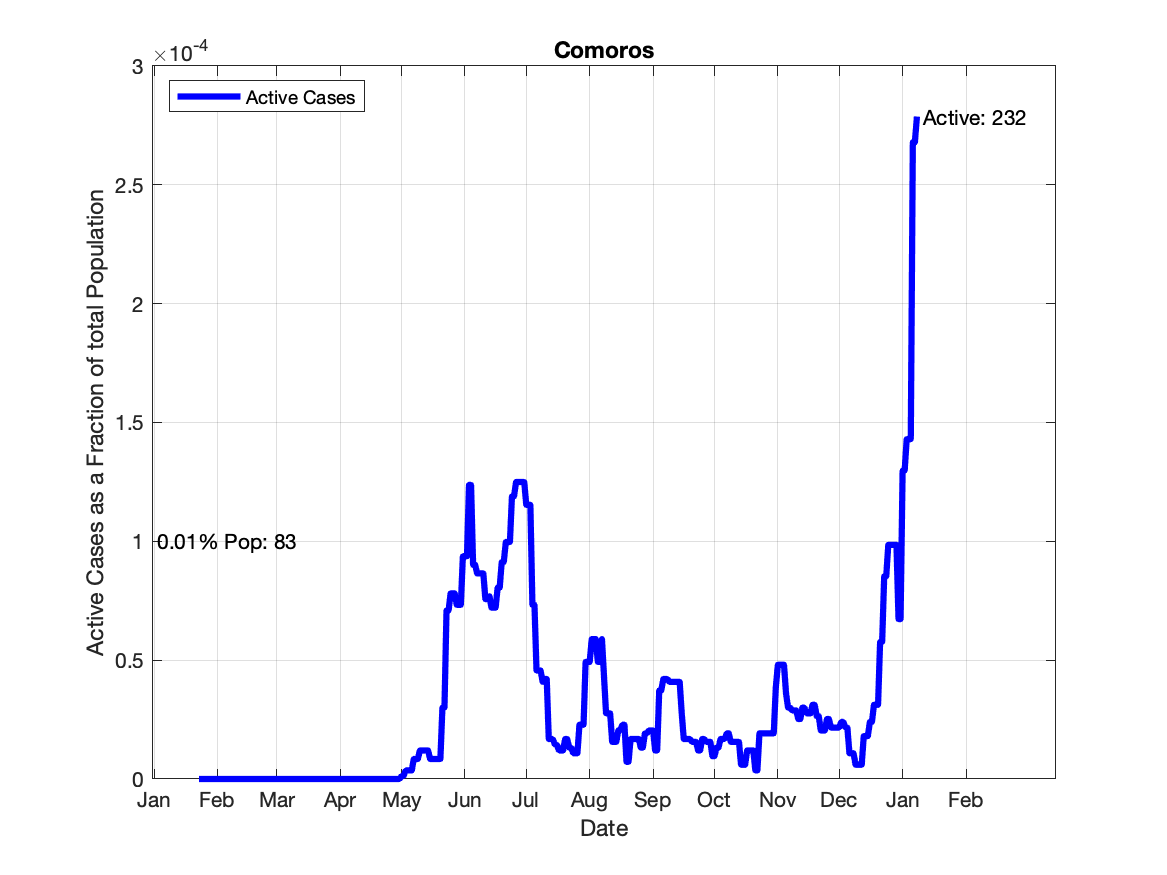 Comoros
×10-4
Active Cases
Active: 232
0.01% Pop: 83
3
2.5
2
1.5
1
0.5
0
Active Cases as a Fraction of total Population
Jan Feb Mar Apr May Jun Jul Aug Sep Oct Nov Dec Jan Feb
Date